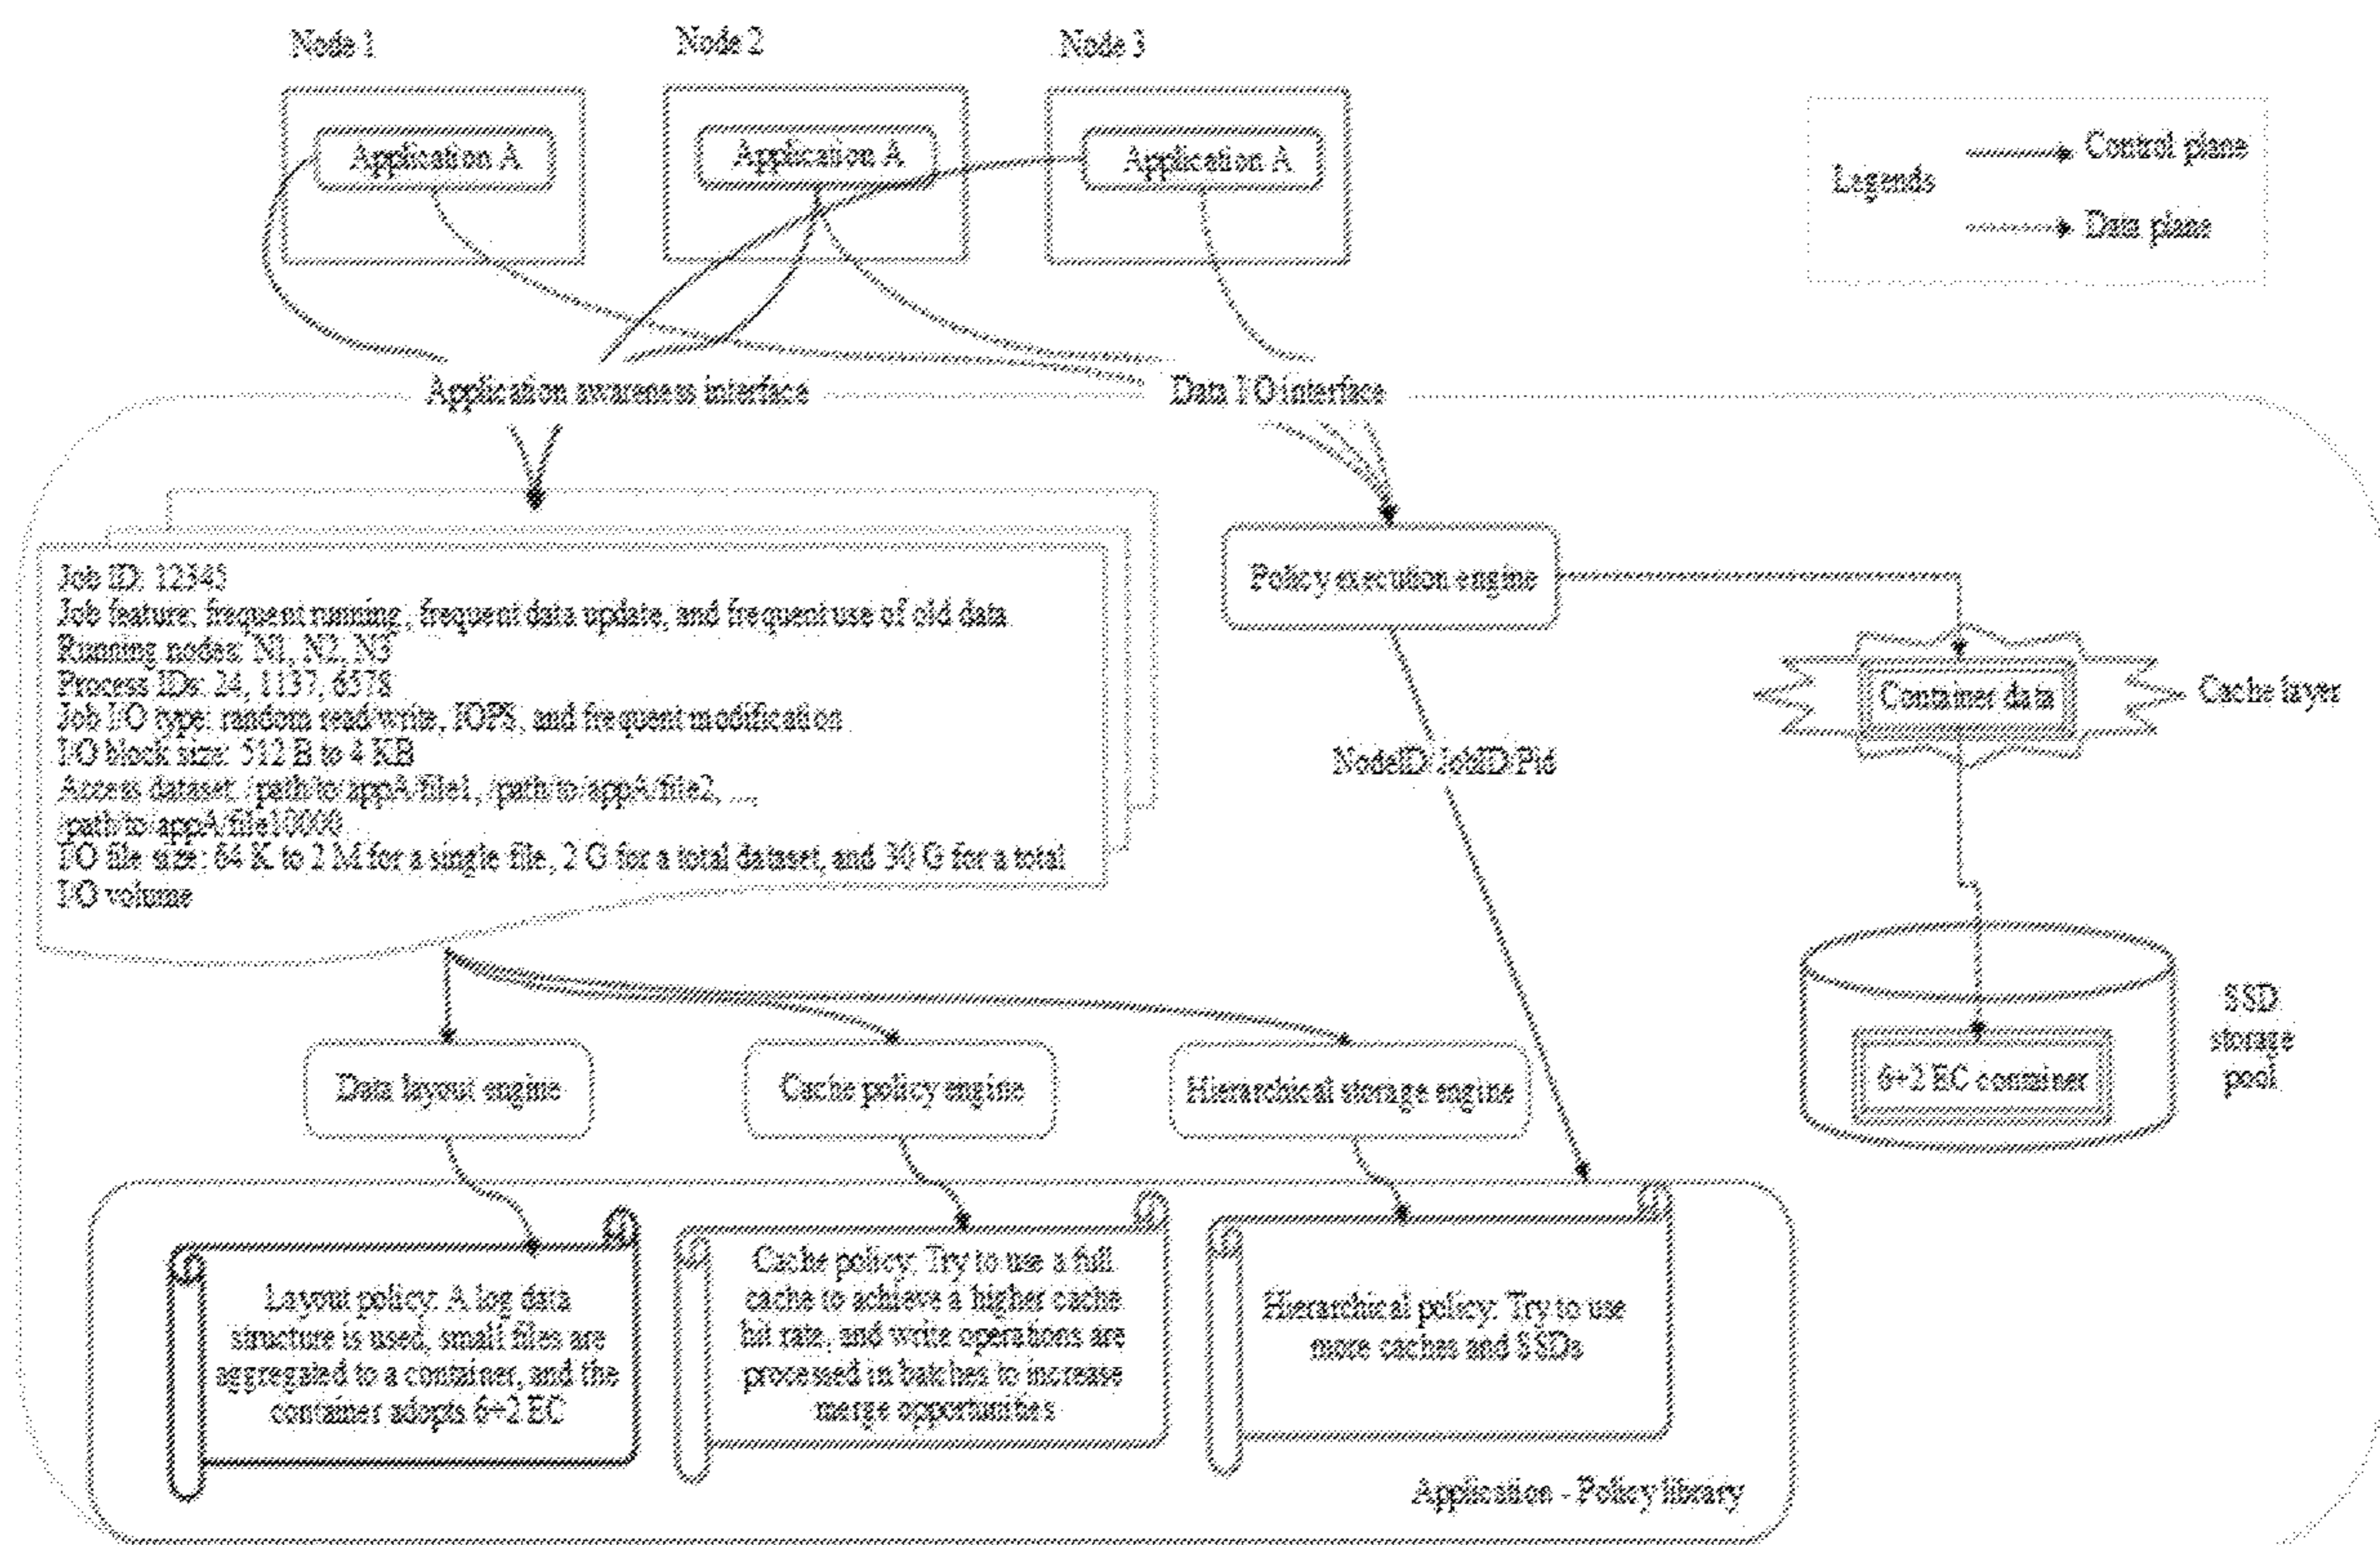 Node 1
Node 2
Node 3
Application A
Application A
Application A
Legends
Control plane
Data plane
Application awareness interface
Data I/O interface
Job ID: 12345
Job feature: frequent running, frequent data update, and frequent use of old data
Running nodes: N1, N2, N3
Process IDs: 24, 1137, 6578
Job I/O type: random read/write, IOPS, and frequent modification
I/O block size: 512 B to 4 KB
Access dataset: /path/to/appA/file1, /path/to/appA/file2, ...,
/path/to/appA/file10000
I/O file size: 64 K to 2 M for a single file, 2 G for a total dataset, and 30 G for a total
I/O volume
Policy execution engine
Container data
Cache layer
NodeID/JobID/Pid
SSD
storage
pool
6+2 EC container
Data layout engine
Cache policy engine
Hierarchical storage engine
Layout policy: A log data
structure is used, small files are
aggregated to a container, and the
container adopts 6+2 EC
Cache policy: Try to use a full
cache to achieve a higher cache
hit rate, and write operations are
processed in batches to increase
merge opportunities
Hierarchical policy: Try to use
more caches and SSDs
Application - Policy library